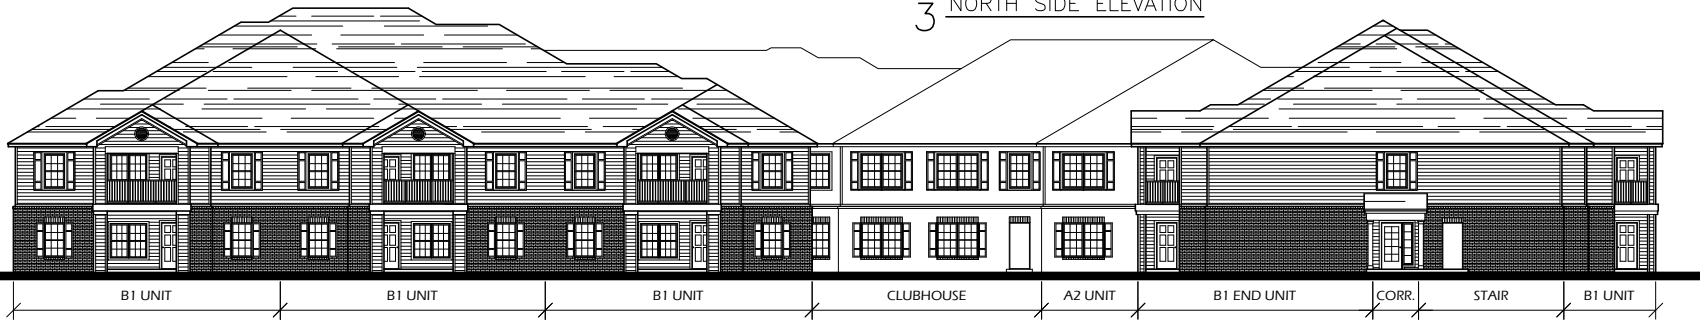 3 NORTH SIDE ELEVATION
B1 UNIT B1 UNIT B1 UNIT CLUBHOUSE A2 UNIT B1 END UNIT CORR. STAIR B1 UNIT